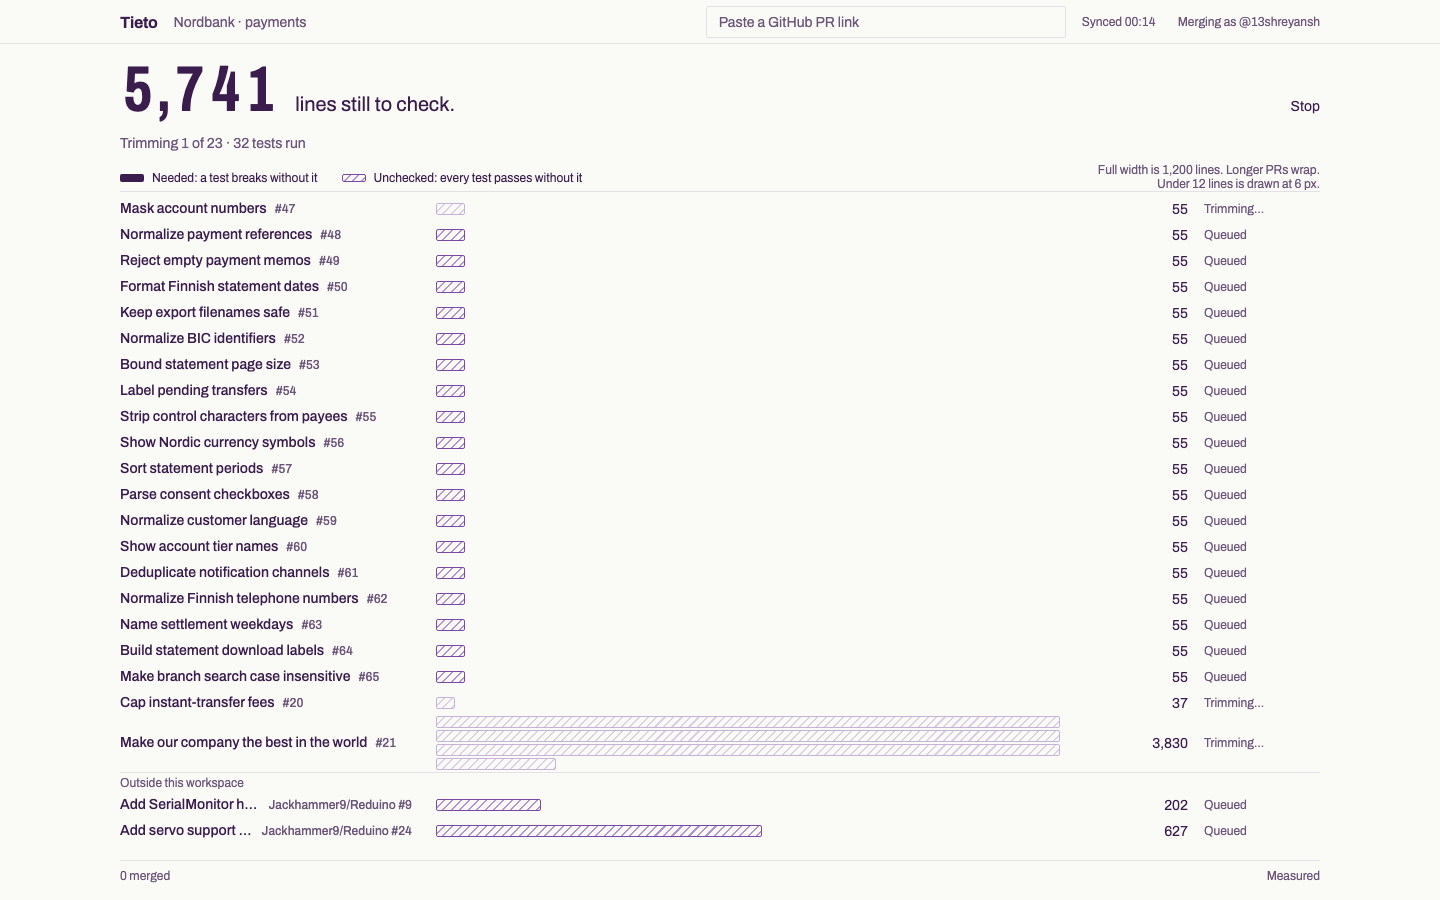 Tieto Nordbank · payments Paste a GitHub PR link Synced 00:14 Merging as @13shreyansh
5,741 lines still to check. Stop
Trimming 1 of 23 · 32 tests run
Needed: a test breaks without it Unchecked: every test passes without it
Full width is 1,200 lines. Longer PRs wrap.
Under 12 lines is drawn at 6 px.
Mask account numbers #47 55 Trimming...
Normalize payment references #48 55 Queued
Reject empty payment memos #49 55 Queued
Format Finnish statement dates #50 55 Queued
Keep export filenames safe #51 55 Queued
Normalize BIC identifiers #52 55 Queued
Bound statement page size #53 55 Queued
Label pending transfers #54 55 Queued
Strip control characters from payees #55 55 Queued
Show Nordic currency symbols #56 55 Queued
Sort statement periods #57 55 Queued
Parse consent checkboxes #58 55 Queued
Normalize customer language #59 55 Queued
Show account tier names #60 55 Queued
Deduplicate notification channels #61 55 Queued
Normalize Finnish telephone numbers #62 55 Queued
Name settlement weekdays #63 55 Queued
Build statement download labels #64 55 Queued
Make branch search case insensitive #65 55 Queued
Cap instant-transfer fees #20 37 Trimming...
Make our company the best in the world #21 3,830 Trimming...
Outside this workspace
Add SerialMonitor h... Jackhammer9/Reduino #9 202 Queued
Add servo support ... Jackhammer9/Reduino #24 627 Queued
0 merged Measured